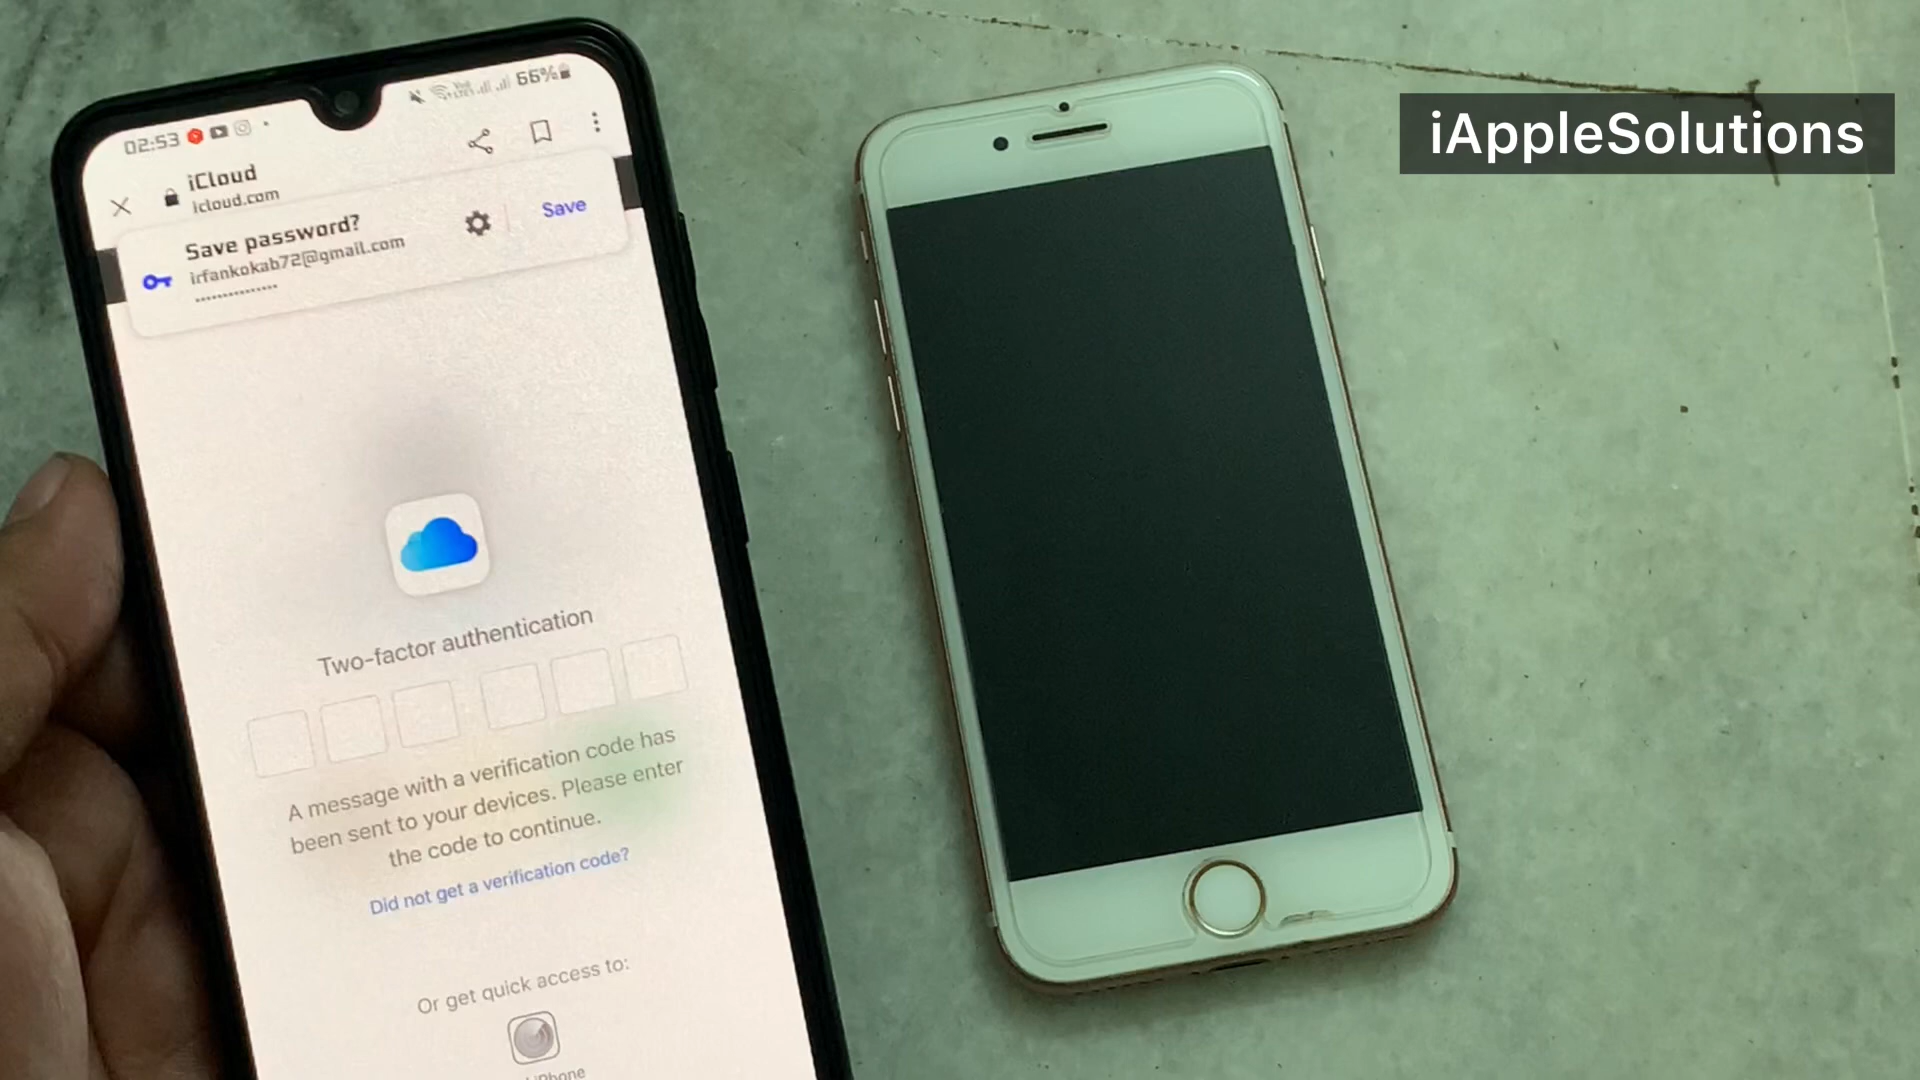 iAppleSolutions
02:53
66%
iCloud
icloud.com
Save password?
Save
irfankokab72@gmail.com
Two-factor authentication
A message with a verification code has
been sent to your devices. Please enter
the code to continue.
Did not get a verification code?
Or get quick access to:
iPhone